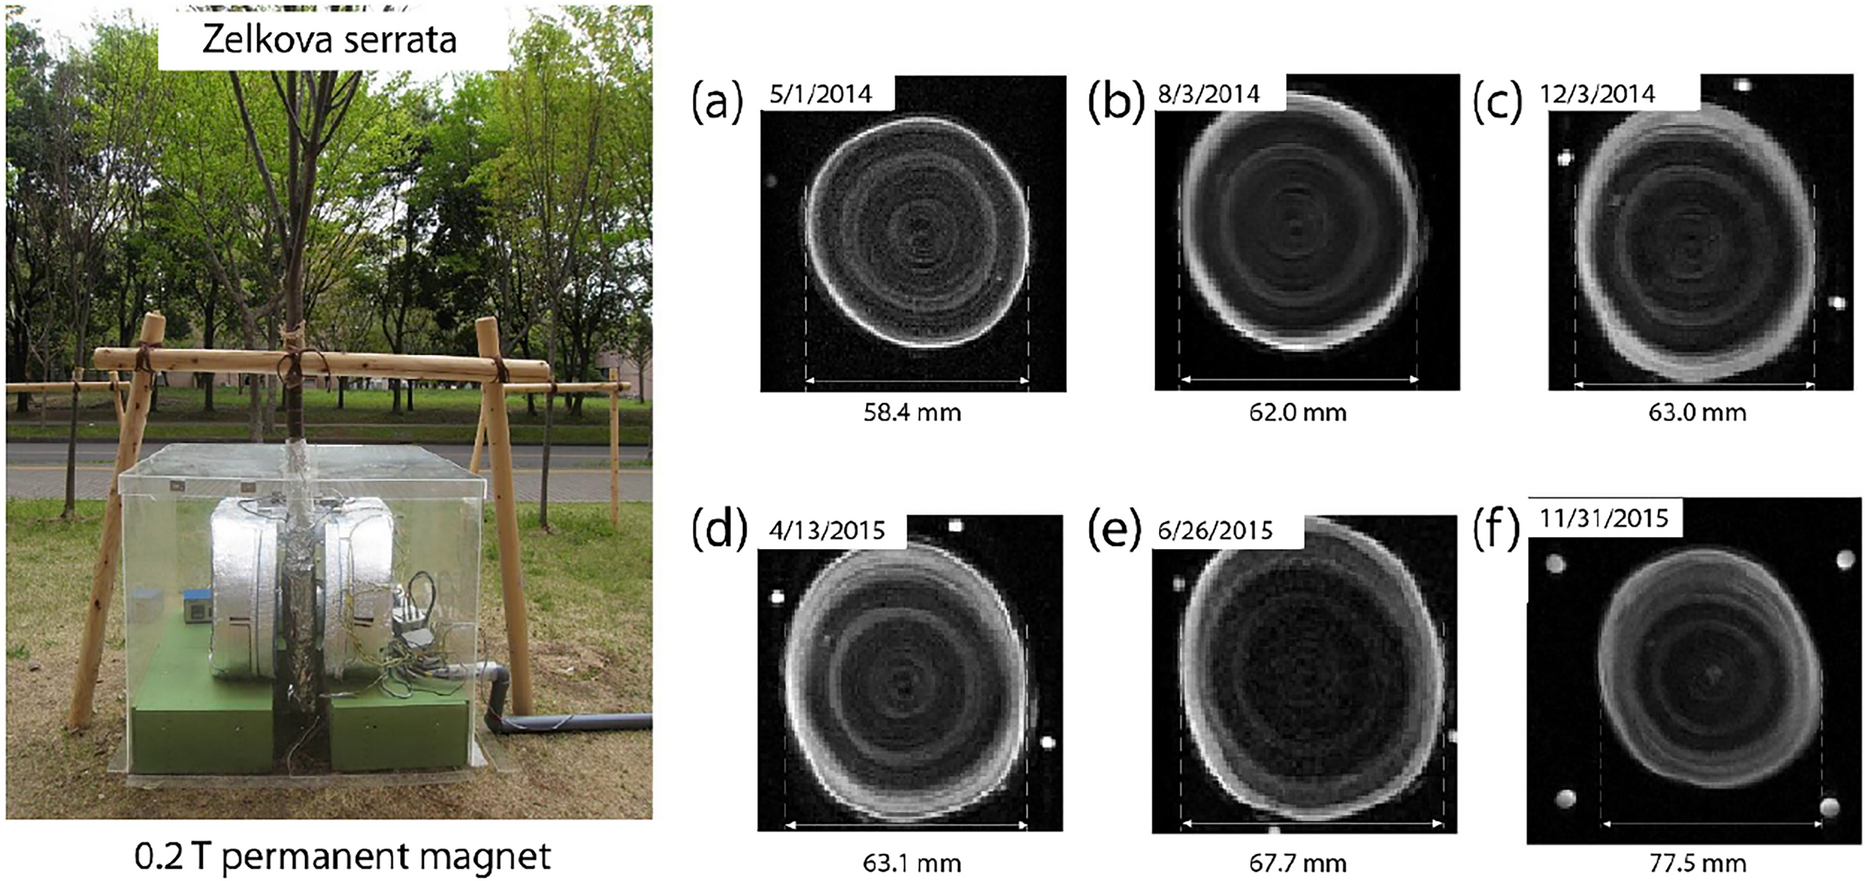 Zelkova serrata
0.2 T permanent magnet
(a) 5/1/2014
58.4 mm
(b) 8/3/2014
62.0 mm
(c) 12/3/2014
63.0 mm
(d) 4/13/2015
63.1 mm
(e) 6/26/2015
67.7 mm
(f) 11/31/2015
77.5 mm